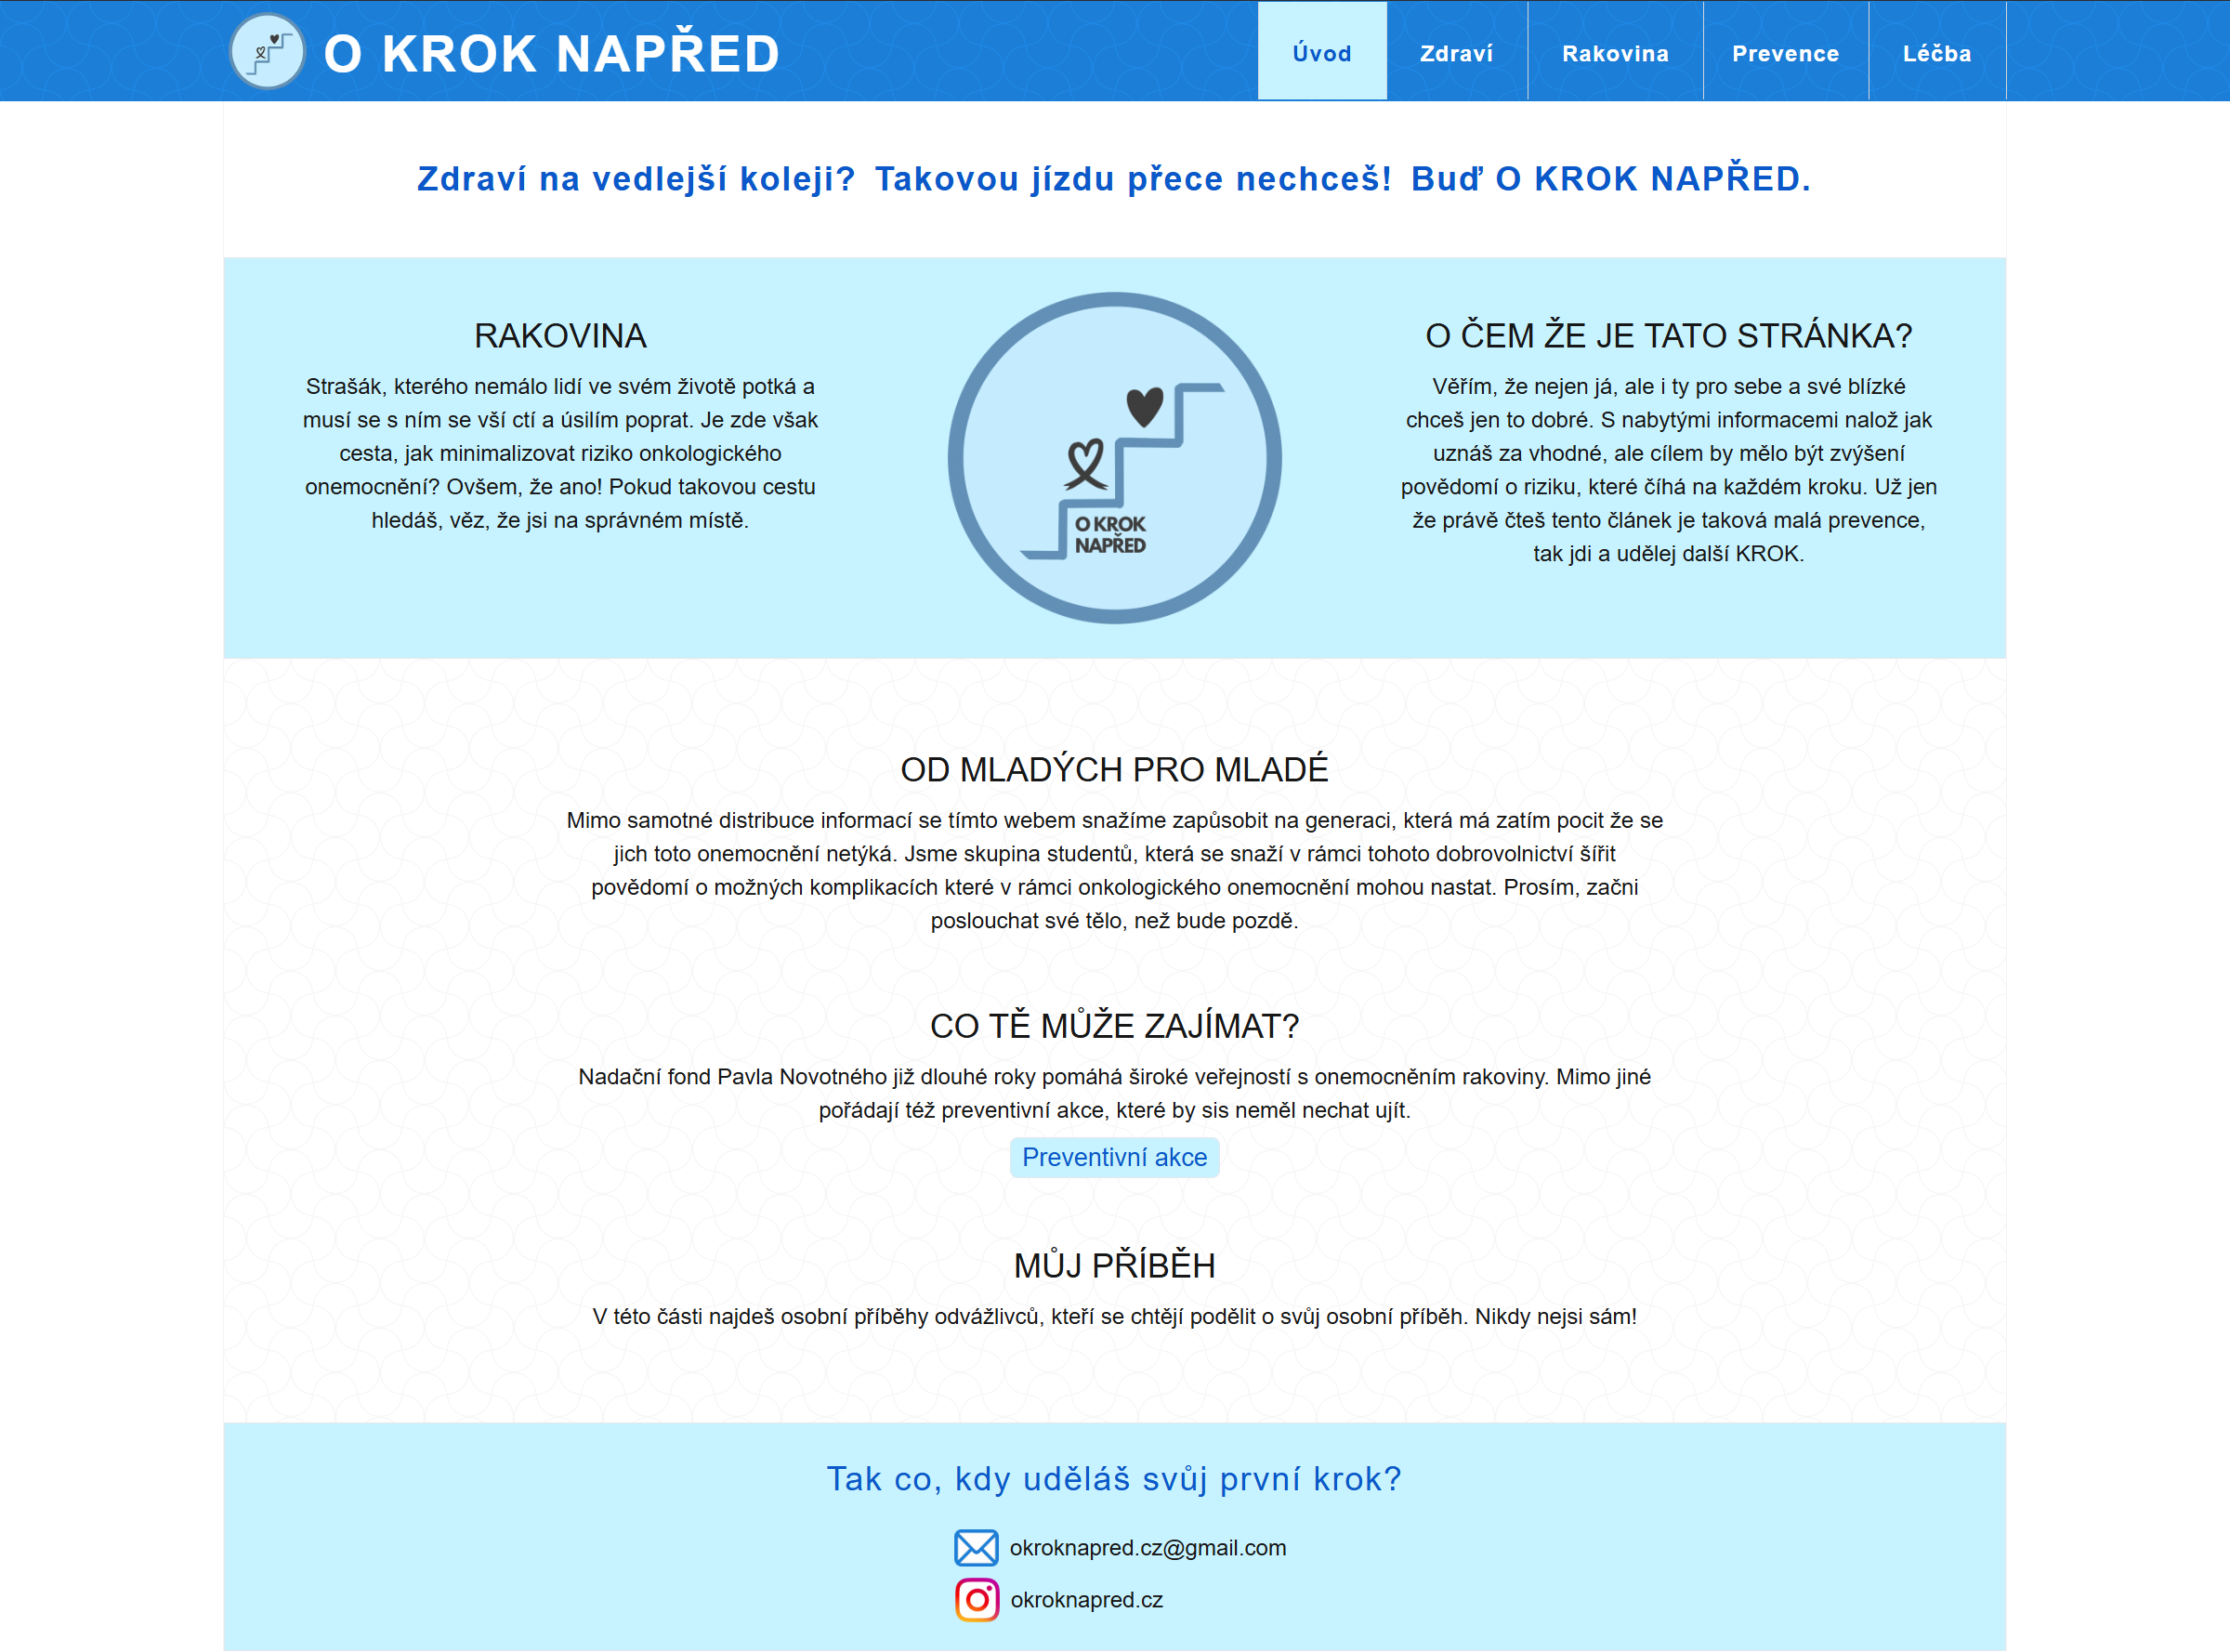 O KROK NAPŘED
Úvod
Zdraví
Rakovina
Prevence
Léčba
Zdraví na vedlejší koleji? Takovou jízdu přece nechceš! Buď O KROK NAPŘED.
RAKOVINA
Strašák, kterého nemálo lidí ve svém životě potká a
musí se s ním se vší ctí a úsilím poprat. Je zde však
cesta, jak minimalizovat riziko onkologického
onemocnění? Ovšem, že ano! Pokud takovou cestu
hledáš, věz, že jsi na správném místě.
O KROK
NAPŘED
O ČEM ŽE JE TATO STRÁNKA?
Věřím, že nejen já, ale i ty pro sebe a své blízké
chceš jen to dobré. S nabytými informacemi nalož jak
uznáš za vhodné, ale cílem by mělo být zvýšení
povědomí o riziku, které číhá na každém kroku. Už jen
že právě čteš tento článek je taková malá prevence,
tak jdi a udělej další KROK.
OD MLADÝCH PRO MLADÉ
Mimo samotné distribuce informací se tímto webem snažíme zapůsobit na generaci, která má zatím pocit že se
jich toto onemocnění netýká. Jsme skupina studentů, která se snaží v rámci tohoto dobrovolnictví šířit
povědomí o možných komplikacích které v rámci onkologického onemocnění mohou nastat. Prosím, začni
poslouchat své tělo, než bude pozdě.
CO TĚ MŮŽE ZAJÍMAT?
Nadační fond Pavla Novotného již dlouhé roky pomáhá široké veřejností s onemocněním rakoviny. Mimo jiné
pořádají též preventivní akce, které by sis neměl nechat ujít.
Preventivní akce
MŮJ PŘÍBĚH
V této části najdeš osobní příběhy odvážlivců, kteří se chtějí podělit o svůj osobní příběh. Nikdy nejsi sám!
Tak co, kdy uděláš svůj první krok?
okroknapred.cz@gmail.com
okroknapred.cz